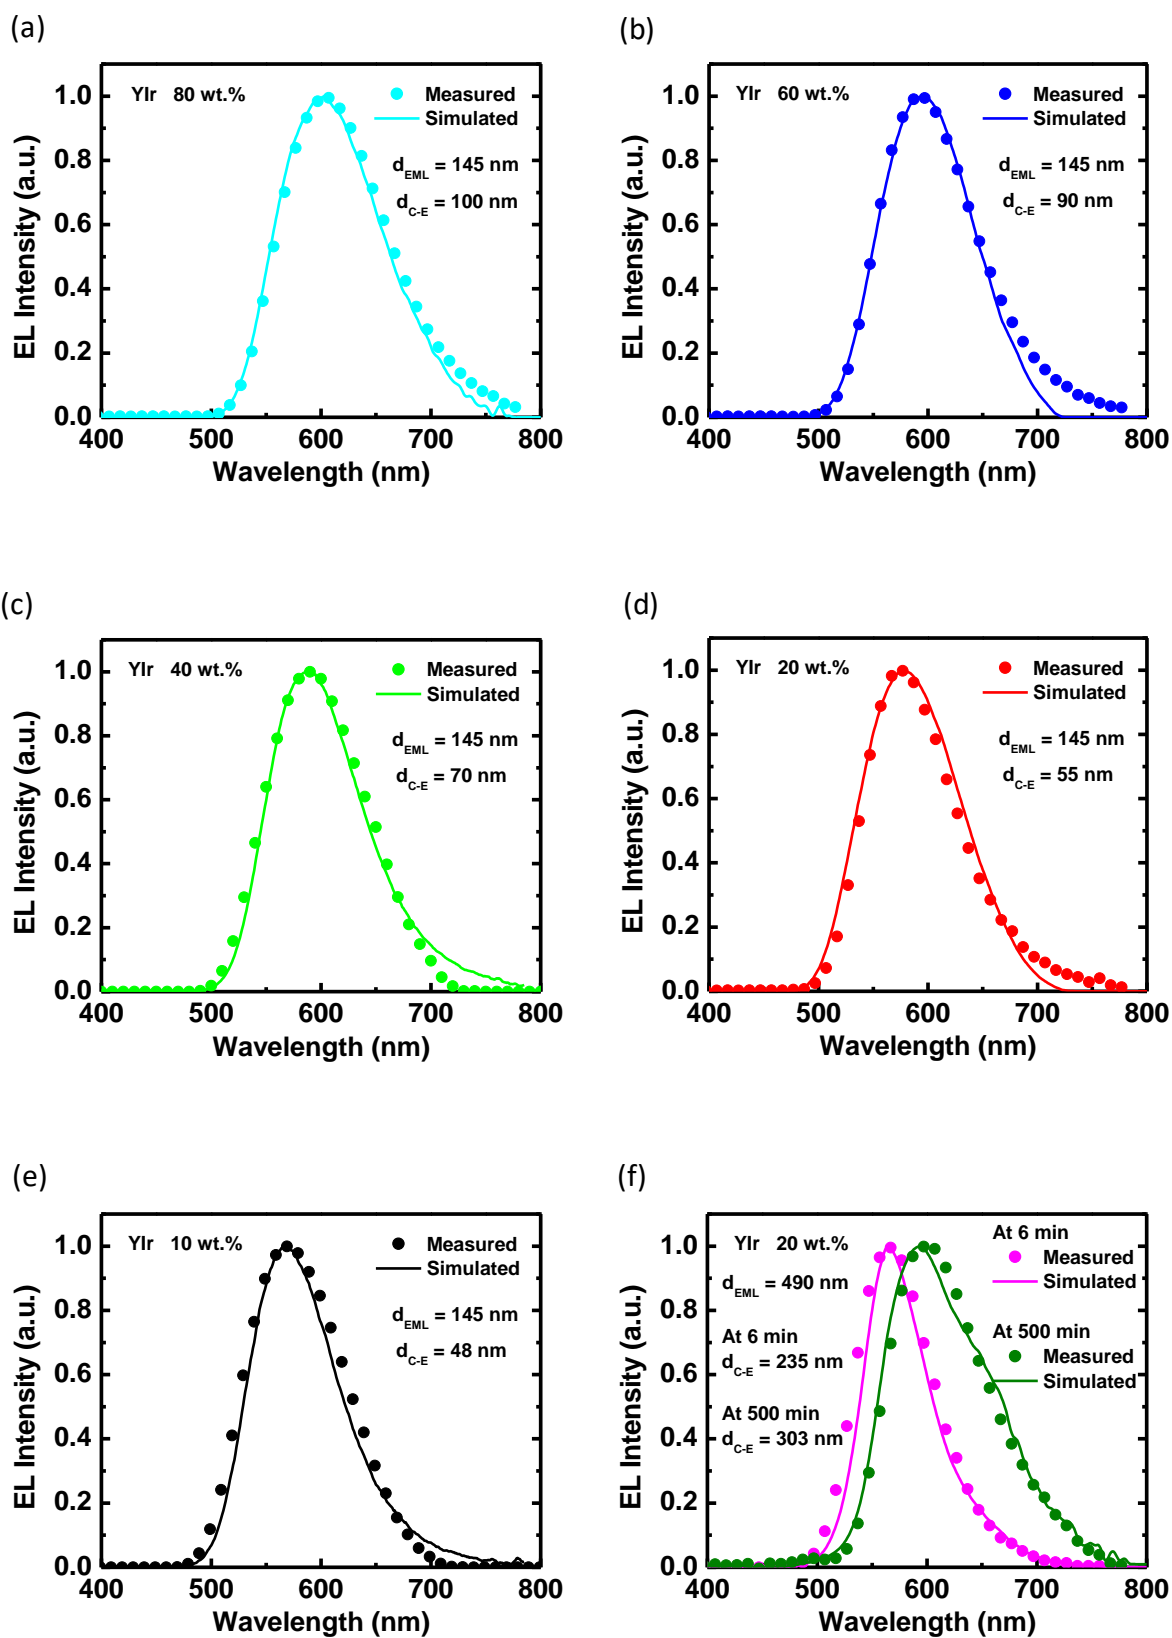 (a)
YIr 80 wt.%
Measured
Simulated
d_EML = 145 nm
d_C-E = 100 nm
1.0
0.8
0.6
0.4
0.2
0.0
400 500 600 700 800
EL Intensity (a.u.)
Wavelength (nm)
(b)
YIr 60 wt.%
Measured
Simulated
d_EML = 145 nm
d_C-E = 90 nm
1.0
0.8
0.6
0.4
0.2
0.0
400 500 600 700 800
EL Intensity (a.u.)
Wavelength (nm)
(c)
YIr 40 wt.%
Measured
Simulated
d_EML = 145 nm
d_C-E = 70 nm
1.0
0.8
0.6
0.4
0.2
0.0
400 500 600 700 800
EL Intensity (a.u.)
Wavelength (nm)
(d)
YIr 20 wt.%
Measured
Simulated
d_EML = 145 nm
d_C-E = 55 nm
1.0
0.8
0.6
0.4
0.2
0.0
400 500 600 700 800
EL Intensity (a.u.)
Wavelength (nm)
(e)
YIr 10 wt.%
Measured
Simulated
d_EML = 145 nm
d_C-E = 48 nm
1.0
0.8
0.6
0.4
0.2
0.0
400 500 600 700 800
EL Intensity (a.u.)
Wavelength (nm)
(f)
YIr 20 wt.%
d_EML = 490 nm
At 6 min
d_C-E = 235 nm
At 500 min
d_C-E = 303 nm
At 6 min
Measured
Simulated
At 500 min
Measured
Simulated
1.0
0.8
0.6
0.4
0.2
0.0
400 500 600 700 800
EL Intensity (a.u.)
Wavelength (nm)